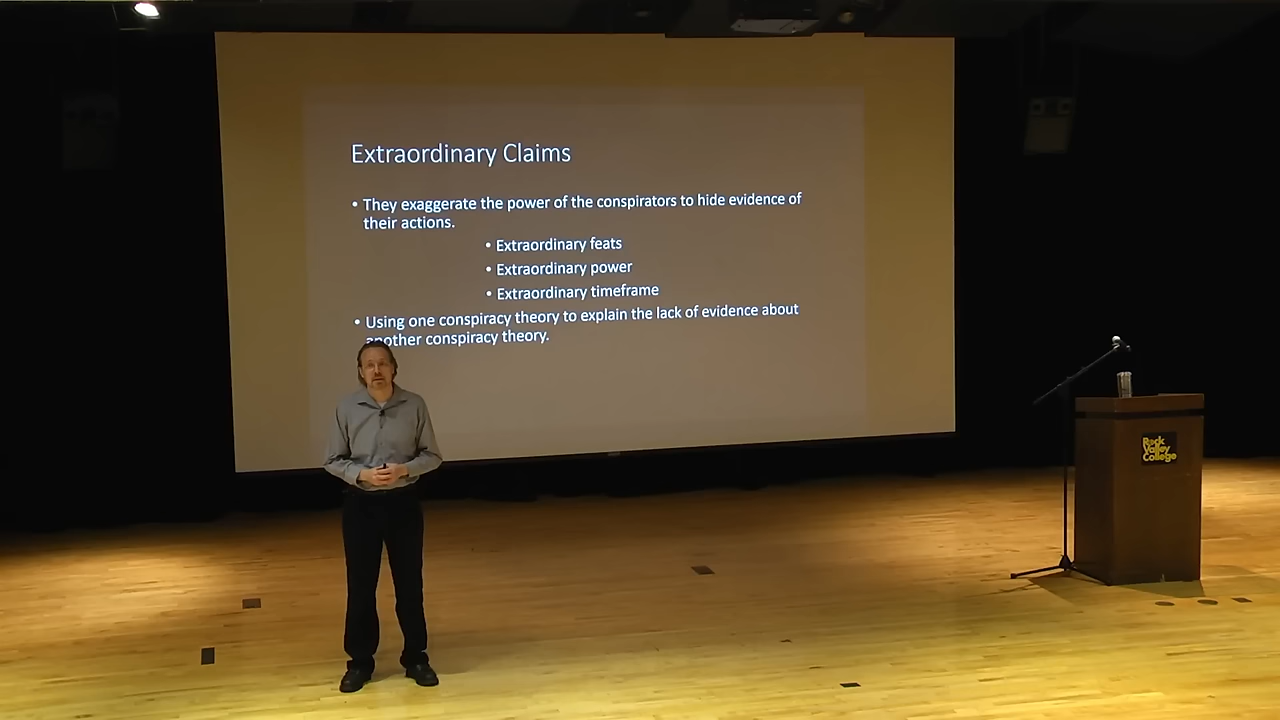 Extraordinary Claims
• They exaggerate the power of the conspirators to hide evidence of
their actions.
• Extraordinary feats
• Extraordinary power
• Extraordinary timeframe
• Using one conspiracy theory to explain the lack of evidence about
another conspiracy theory.
Rock
Valley
College